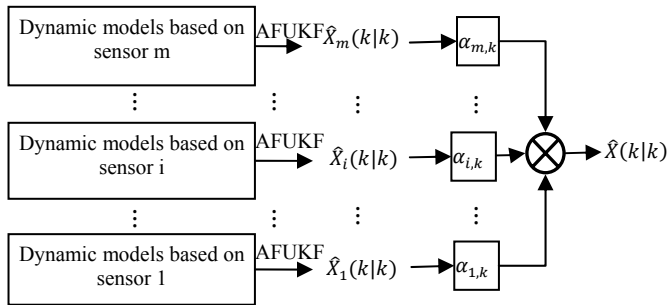 Dynamic models based on
sensor m
AFUKF
X̂ₘ(k|k)
αₘ,ₖ
⋮ ⋮ ⋮ ⋮
Dynamic models based on
sensor i
AFUKF
X̂ᵢ(k|k)
αᵢ,ₖ
X̂(k|k)
⋮ ⋮ ⋮ ⋮
Dynamic models based on
sensor 1
AFUKF
X̂₁(k|k)
α₁,ₖ